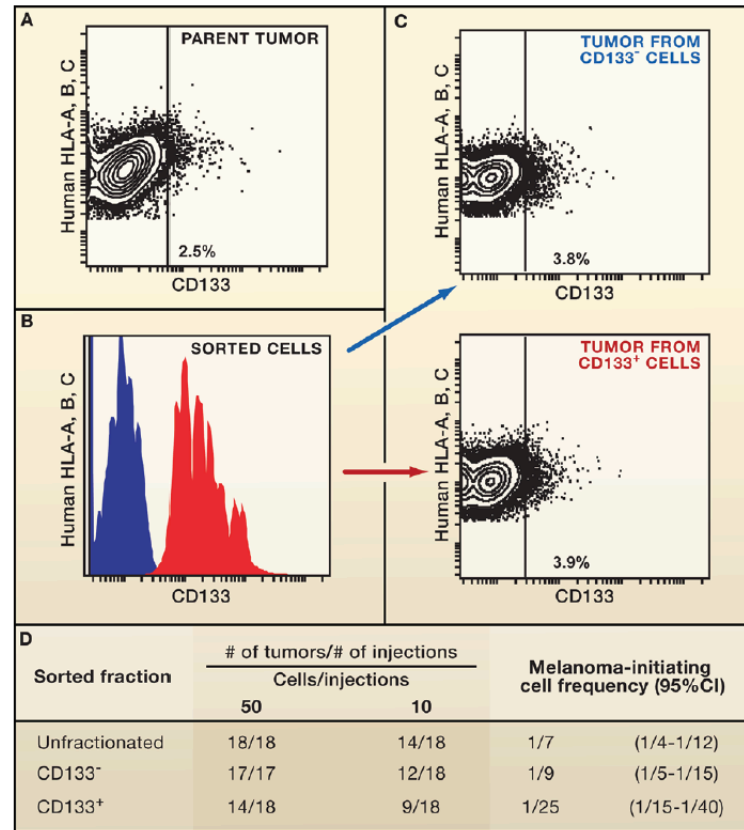 A
PARENT TUMOR
Human HLA-A, B, C
2.5%
CD133
B
SORTED CELLS
Human HLA-A, B, C
CD133
C
TUMOR FROM
CD133⁻ CELLS
Human HLA-A, B, C
3.8%
CD133
TUMOR FROM
CD133⁺ CELLS
Human HLA-A, B, C
3.9%
CD133
D
# of tumors/# of injections
Sorted fraction
Cells/injections
Melanoma-initiating
cell frequency (95%CI)
50 10
Unfractionated 18/18 14/18 1/7 (1/4-1/12)
CD133⁻ 17/17 12/18 1/9 (1/5-1/15)
CD133⁺ 14/18 9/18 1/25 (1/15-1/40)